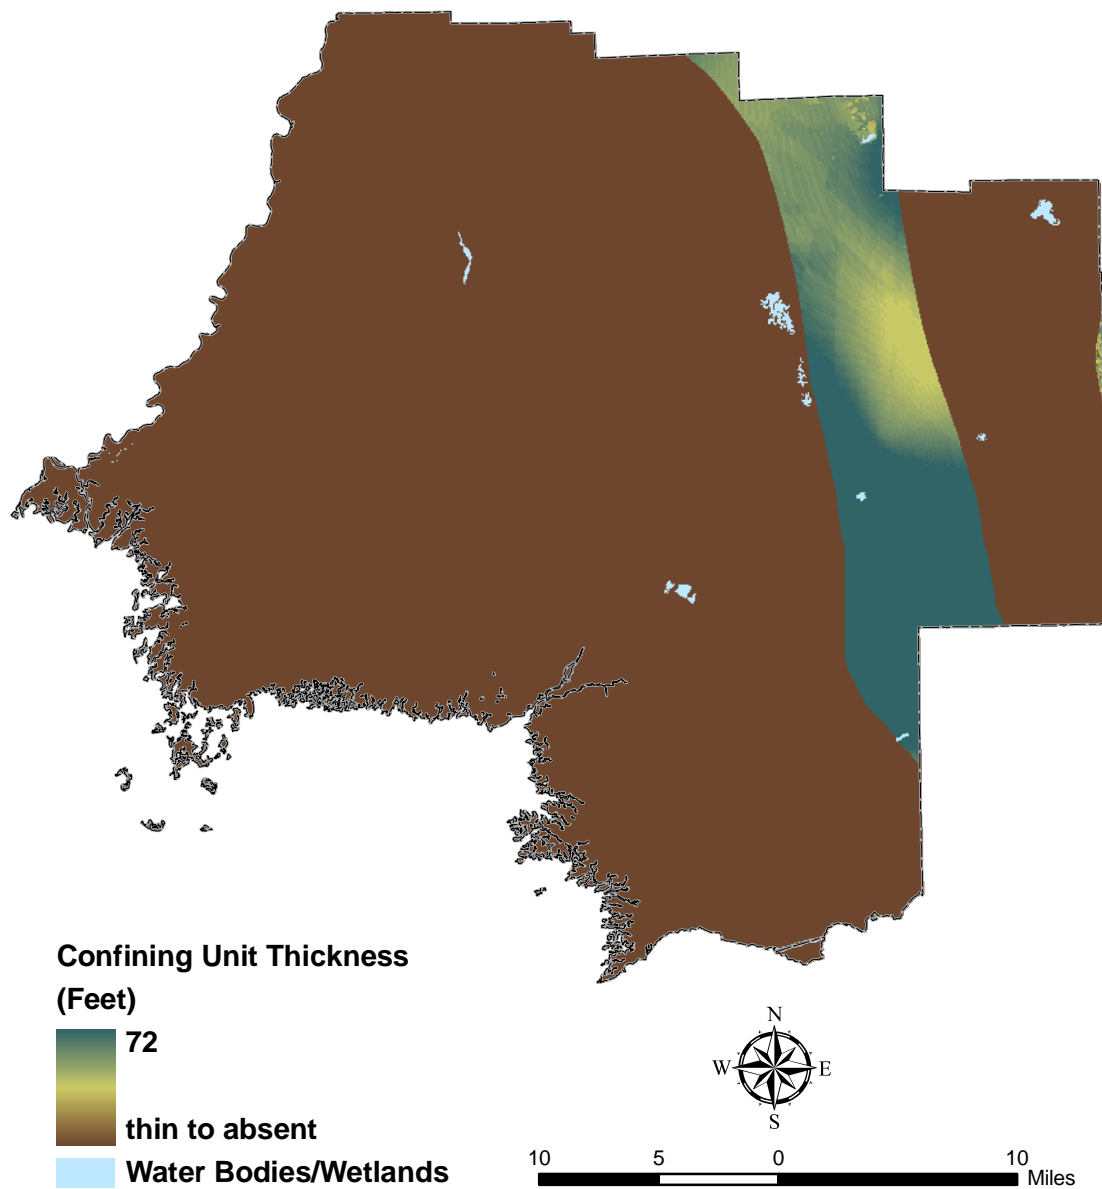 Confining Unit Thickness
(Feet)
72
thin to absent
Water Bodies/Wetlands
N
W E
S
10 5 0 10
Miles